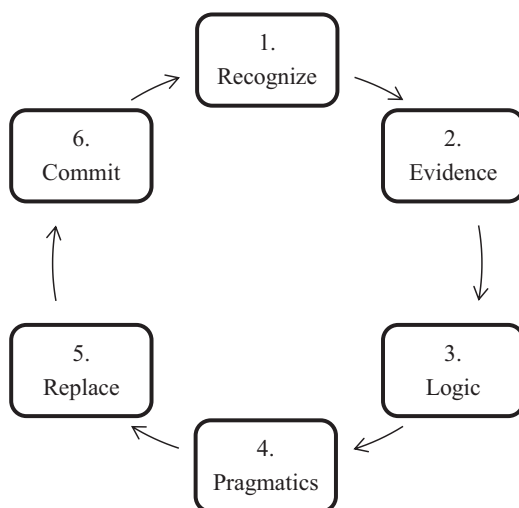 1.
Recognize
2.
Evidence
3.
Logic
4.
Pragmatics
5.
Replace
6.
Commit